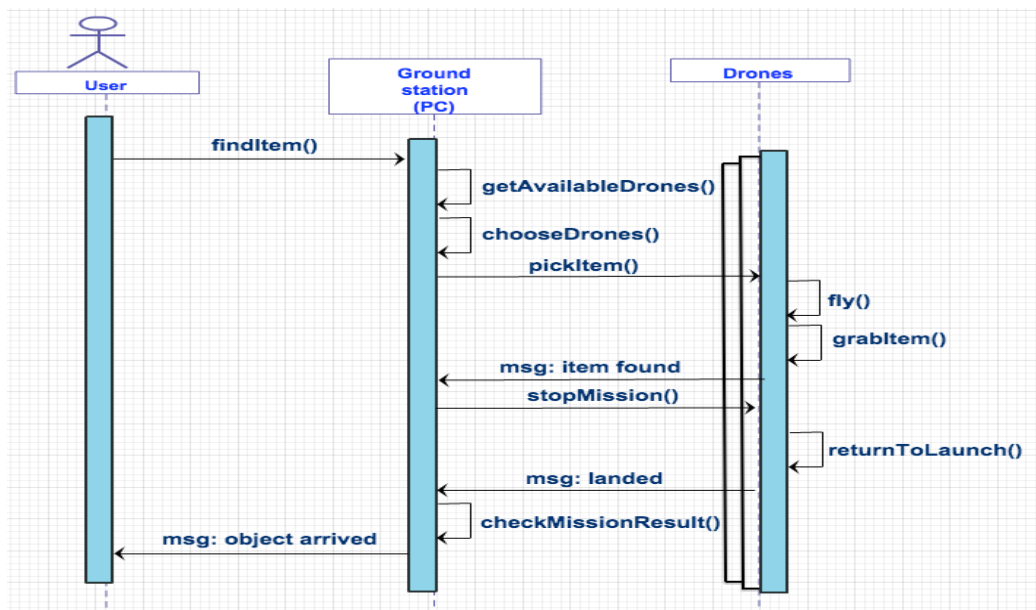 User
Ground
station
(PC)
Drones
findItem()
getAvailableDrones()
chooseDrones()
pickItem()
fly()
grabItem()
msg: item found
stopMission()
returnToLaunch()
msg: landed
checkMissionResult()
msg: object arrived